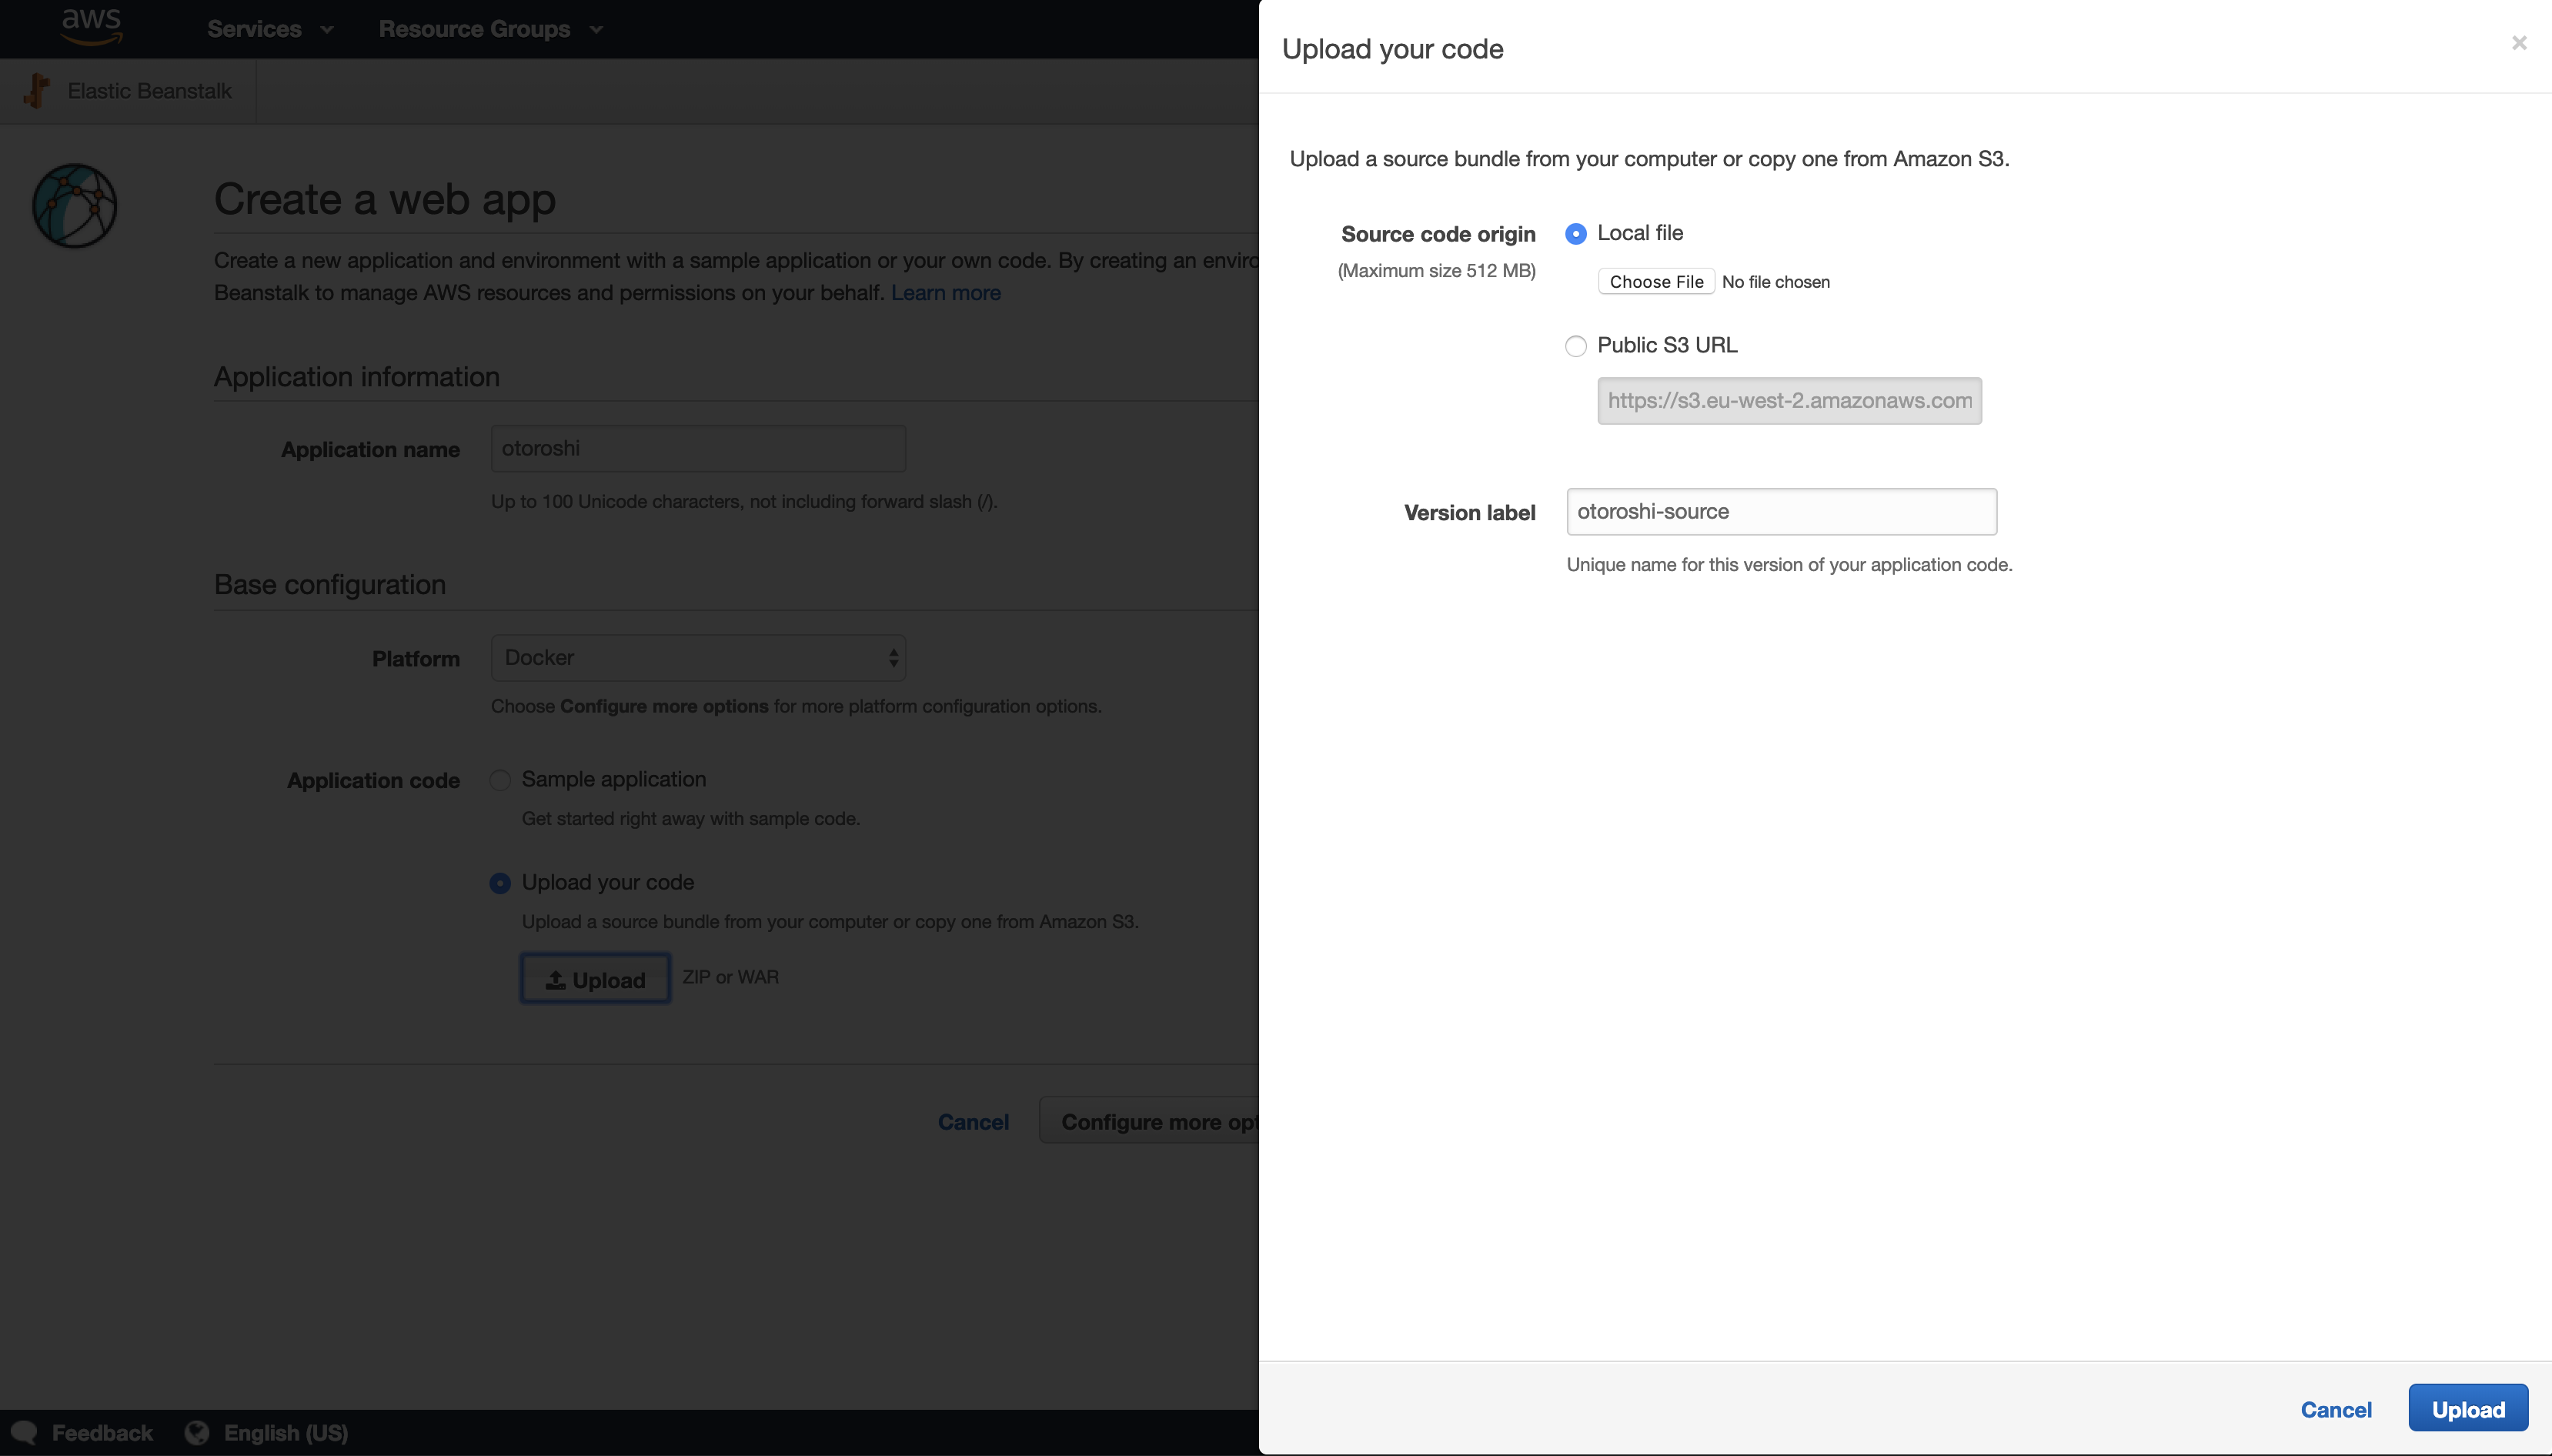 aws
Services
Resource Groups
Elastic Beanstalk
Create a web app
Create a new application and environment with a sample application or your own code. By creating an enviro
Beanstalk to manage AWS resources and permissions on your behalf. Learn more
Application information
Application name
otoroshi
Up to 100 Unicode characters, not including forward slash (/).
Base configuration
Platform
Docker
Choose Configure more options for more platform configuration options.
Application code
Sample application
Get started right away with sample code.
Upload your code
Upload a source bundle from your computer or copy one from Amazon S3.
Upload
ZIP or WAR
Cancel
Configure more opt
Feedback
English (US)
Upload your code
×
Upload a source bundle from your computer or copy one from Amazon S3.
Source code origin
(Maximum size 512 MB)
Local file
Choose File No file chosen
Public S3 URL
https://s3.eu-west-2.amazonaws.com
Version label
otoroshi-source
Unique name for this version of your application code.
Cancel
Upload